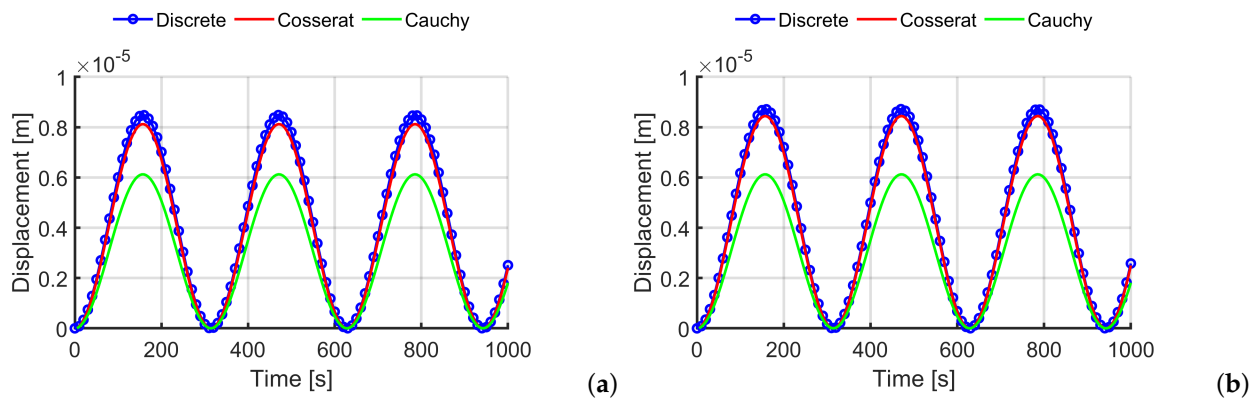 Discrete Cosserat Cauchy
×10⁻⁵
1
0.8
0.6
0.4
0.2
0
0 200 400 600 800 1000
Displacement [m]
Time [s]
(a)
Discrete Cosserat Cauchy
×10⁻⁵
1
0.8
0.6
0.4
0.2
0
0 200 400 600 800 1000
Displacement [m]
Time [s]
(b)